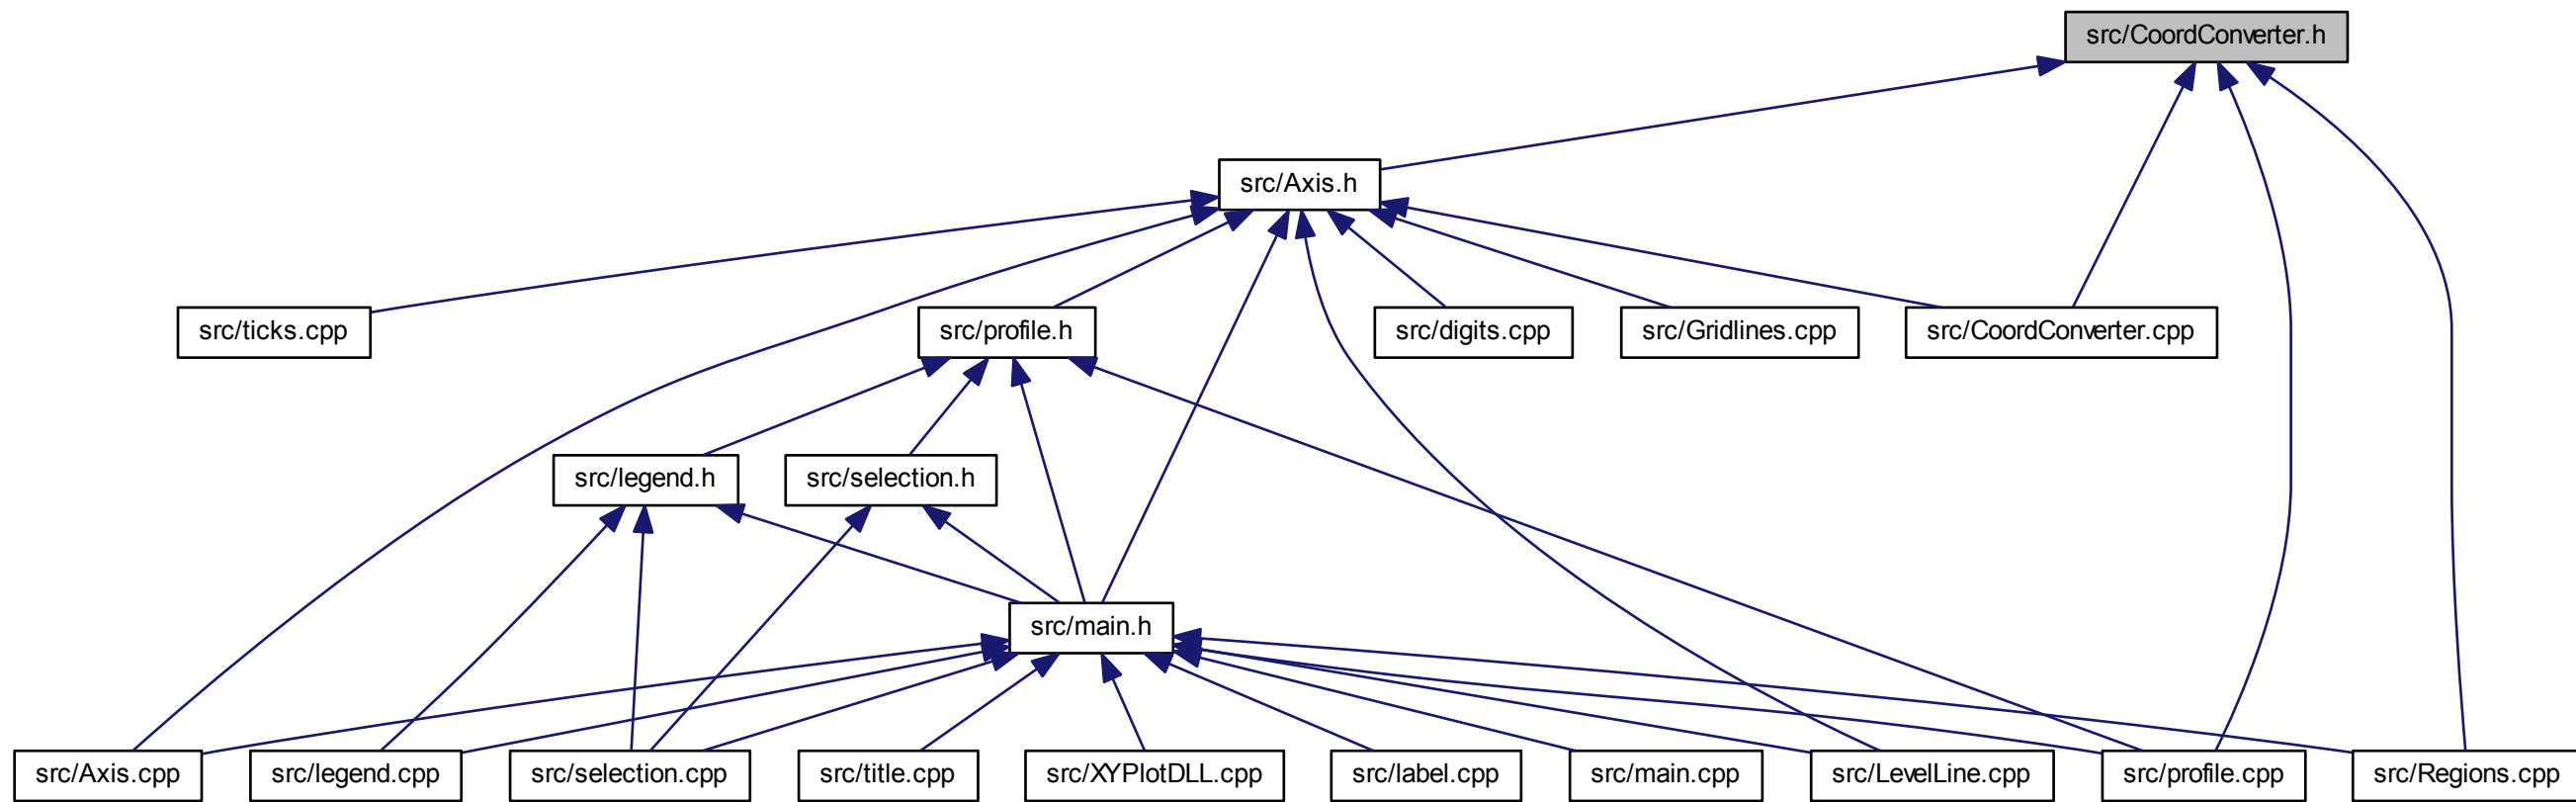 src/CoordConverter.h
src/Axis.h
src/ticks.cpp
src/profile.h
src/digits.cpp
src/Gridlines.cpp
src/CoordConverter.cpp
src/legend.h
src/selection.h
src/main.h
src/Axis.cpp
src/legend.cpp
src/selection.cpp
src/title.cpp
src/XYPlotDLL.cpp
src/label.cpp
src/main.cpp
src/LevelLine.cpp
src/profile.cpp
src/Regions.cpp